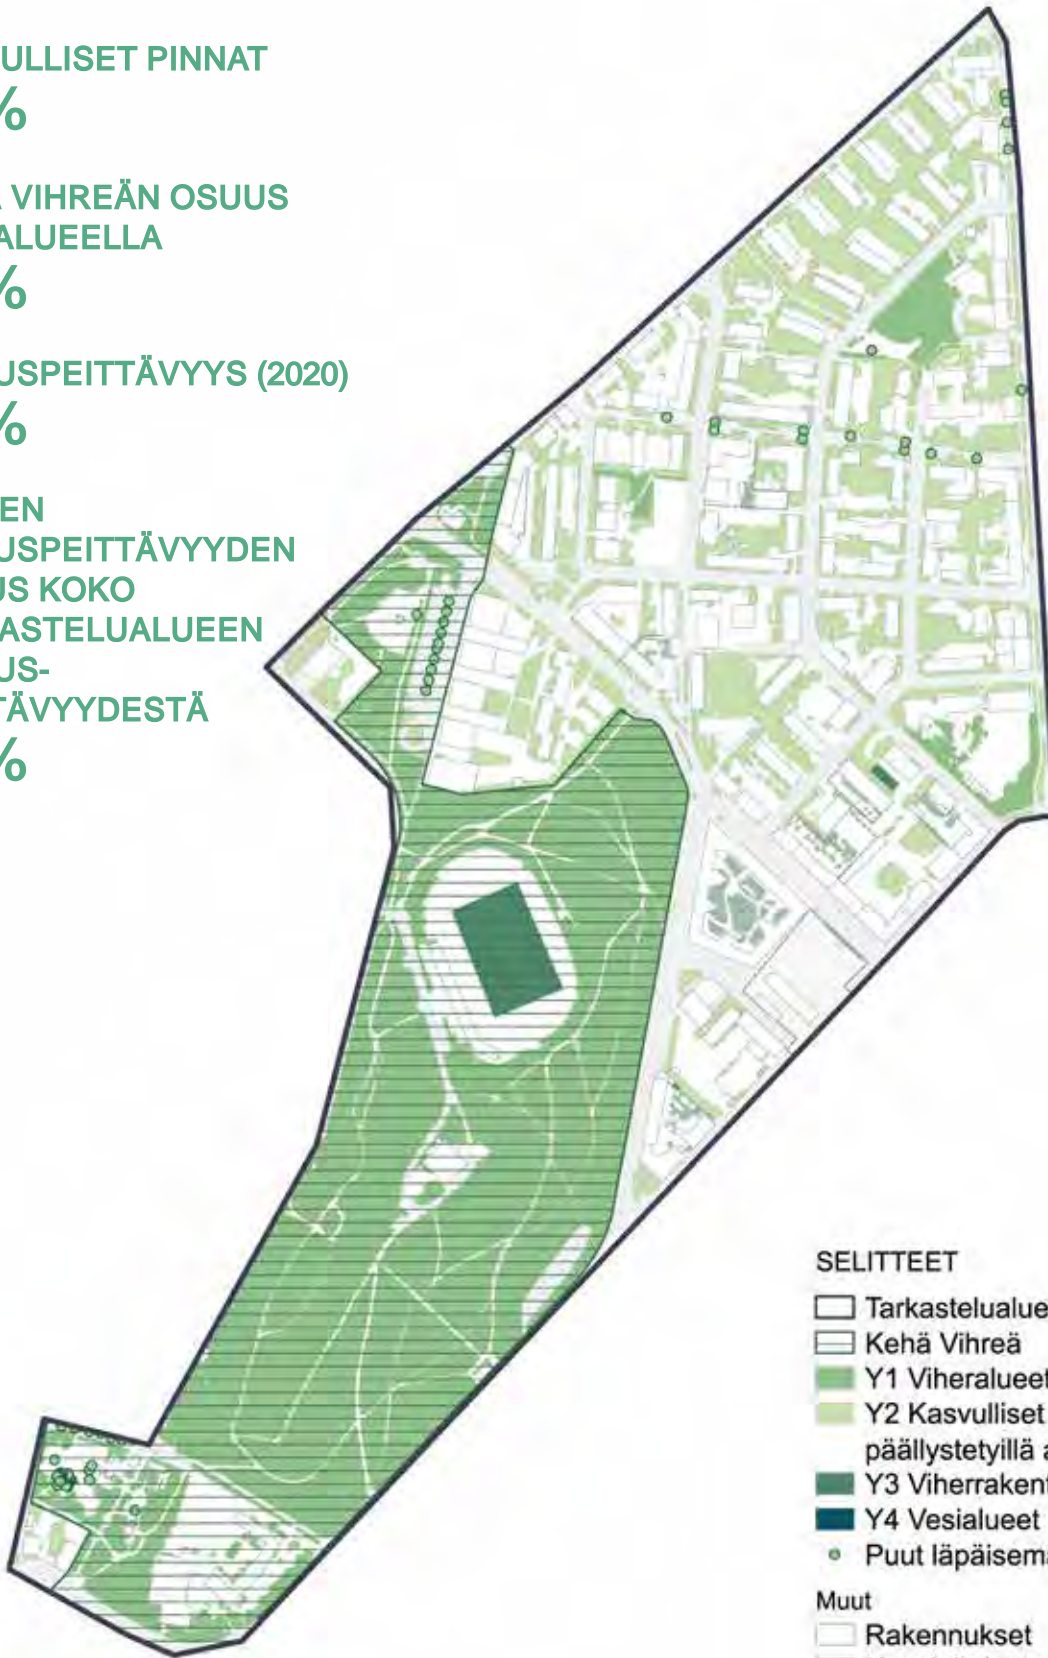 ULLISET PINNAT
%
VIHREÄN OSUUS
ALUEELLA
%
USPEITTÄVYYS (2020)
%
EN
USPEITTÄVYYDEN
US KOKO
ASTELUALUEEN
US-
TÄVYYDESTÄ
%
SELITTEET
Tarkastelualue
Kehä Vihreä
Y1 Viheralueet
Y2 Kasvulliset
päällystetyillä a
Y3 Viherrakent
Y4 Vesialueet
Puut läpäisemä
Muut
Rakennukset